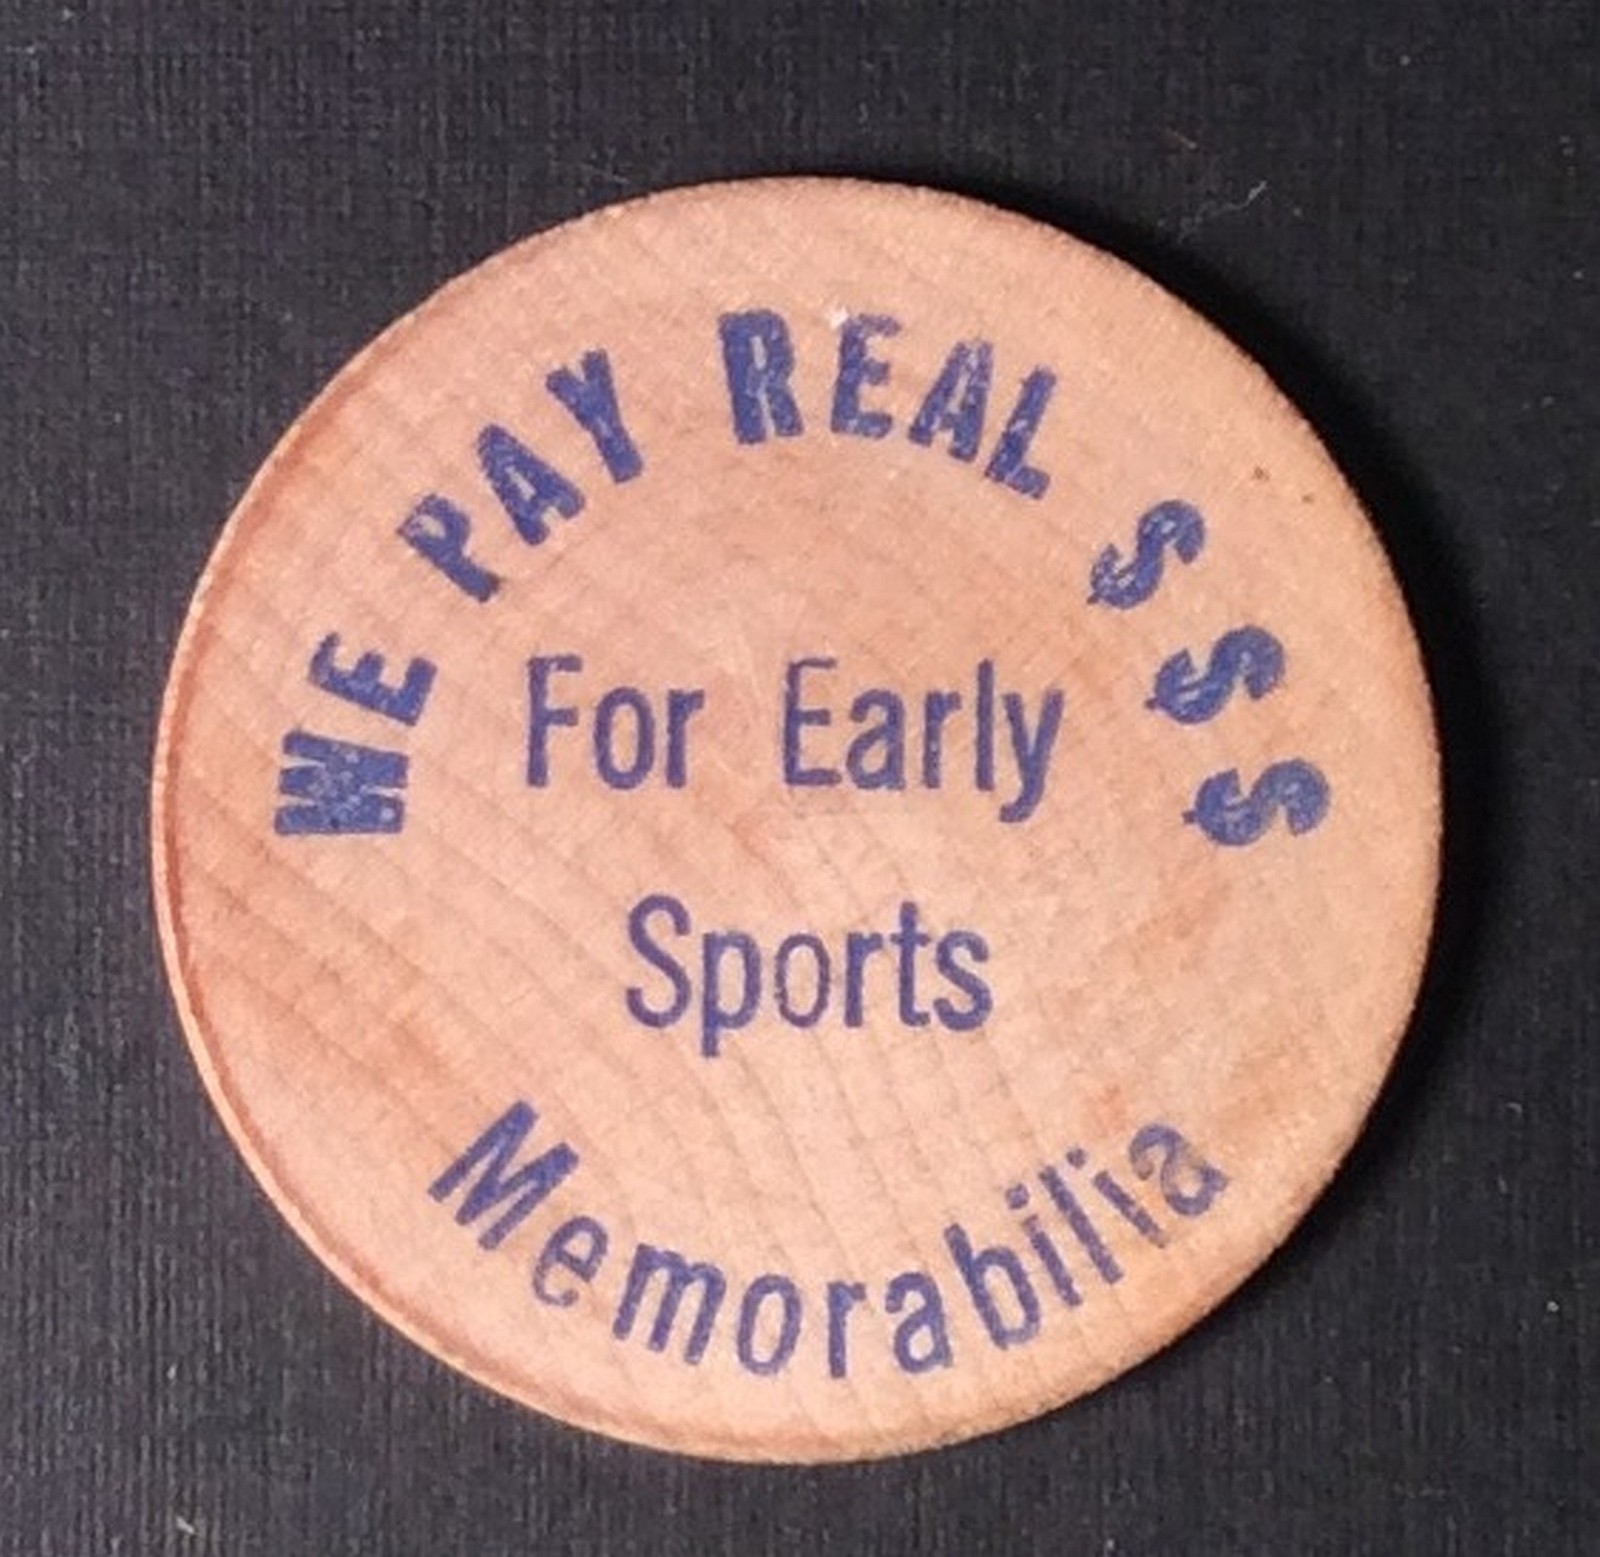 WE PAY REAL $ $ $
For Early
Sports
Memorabilia